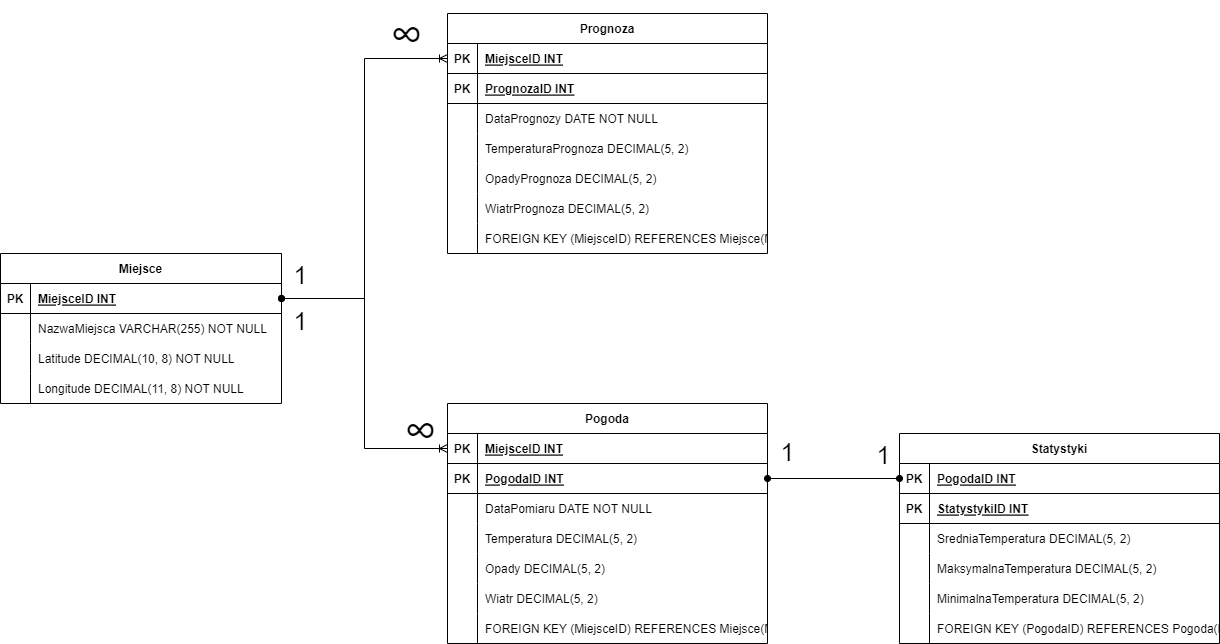 ∞
Prognoza
PK MiejsceID INT
PK PrognozaID INT
DataPrognozy DATE NOT NULL
TemperaturaPrognoza DECIMAL(5, 2)
OpadyPrognoza DECIMAL(5, 2)
WiatrPrognoza DECIMAL(5, 2)
FOREIGN KEY (MiejsceID) REFERENCES Miejsce(
Miejsce
PK MiejsceID INT
NazwaMiejsca VARCHAR(255) NOT NULL
Latitude DECIMAL(10, 8) NOT NULL
Longitude DECIMAL(11, 8) NOT NULL
1
1
∞
Pogoda
PK MiejsceID INT
PK PogodaID INT
DataPomiaru DATE NOT NULL
Temperatura DECIMAL(5, 2)
Opady DECIMAL(5, 2)
Wiatr DECIMAL(5, 2)
FOREIGN KEY (MiejsceID) REFERENCES Miejsce(
1
1
Statystyki
PK PogodaID INT
PK StatystykiID INT
SredniaTemperatura DECIMAL(5, 2)
MaksymalnaTemperatura DECIMAL(5, 2)
MinimalnaTemperatura DECIMAL(5, 2)
FOREIGN KEY (PogodaID) REFERENCES Pogoda(